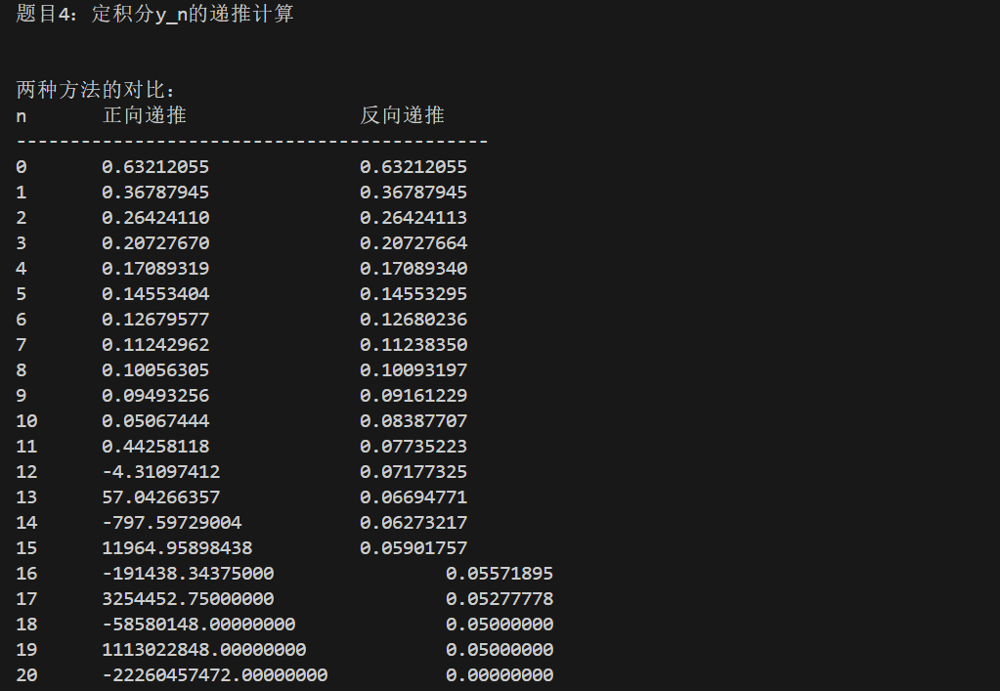 题目4: 定积分y_n的递推计算
两种方法的对比:
n 正向递推 反向递推
--------------------------------------------
0 0.63212055 0.63212055
1 0.36787945 0.36787945
2 0.26424110 0.26424113
3 0.20727670 0.20727664
4 0.17089319 0.17089340
5 0.14553404 0.14553295
6 0.12679577 0.12680236
7 0.11242962 0.11238350
8 0.10056305 0.10093197
9 0.09493256 0.09161229
10 0.05067444 0.08387707
11 0.44258118 0.07735223
12 -4.31097412 0.07177325
13 57.04266357 0.06694771
14 -797.59729004 0.06273217
15 11964.95898438 0.05901757
16 -191438.34375000 0.05571895
17 3254452.75000000 0.05277778
18 -58580148.00000000 0.05000000
19 1113022848.00000000 0.05000000
20 -22260457472.00000000 0.00000000